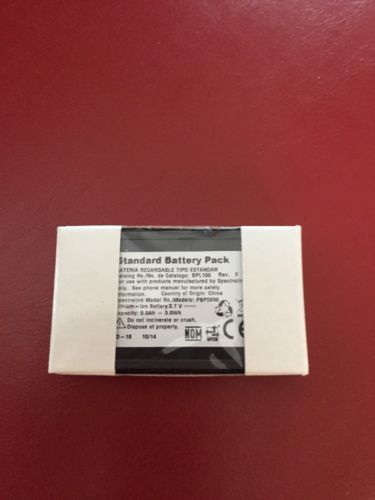 Standard Battery Pack
BATERIA RECARGABLE TIPO ESTANDAR
Catalog No./No. de Catalogo: BPL100 Rev. F
or use with products manufactured by Spectralink
only. See phone manual for more safety
information. Country of Origin: China
Spectralink Model No./Modelo:
Lithium-Ion Battery 3.7 V
Capacity: 0.8Ah - 3.0Wh
Do not incinerate or crush.
Dispose of properly.
10/14
NOM
NYCE
CE